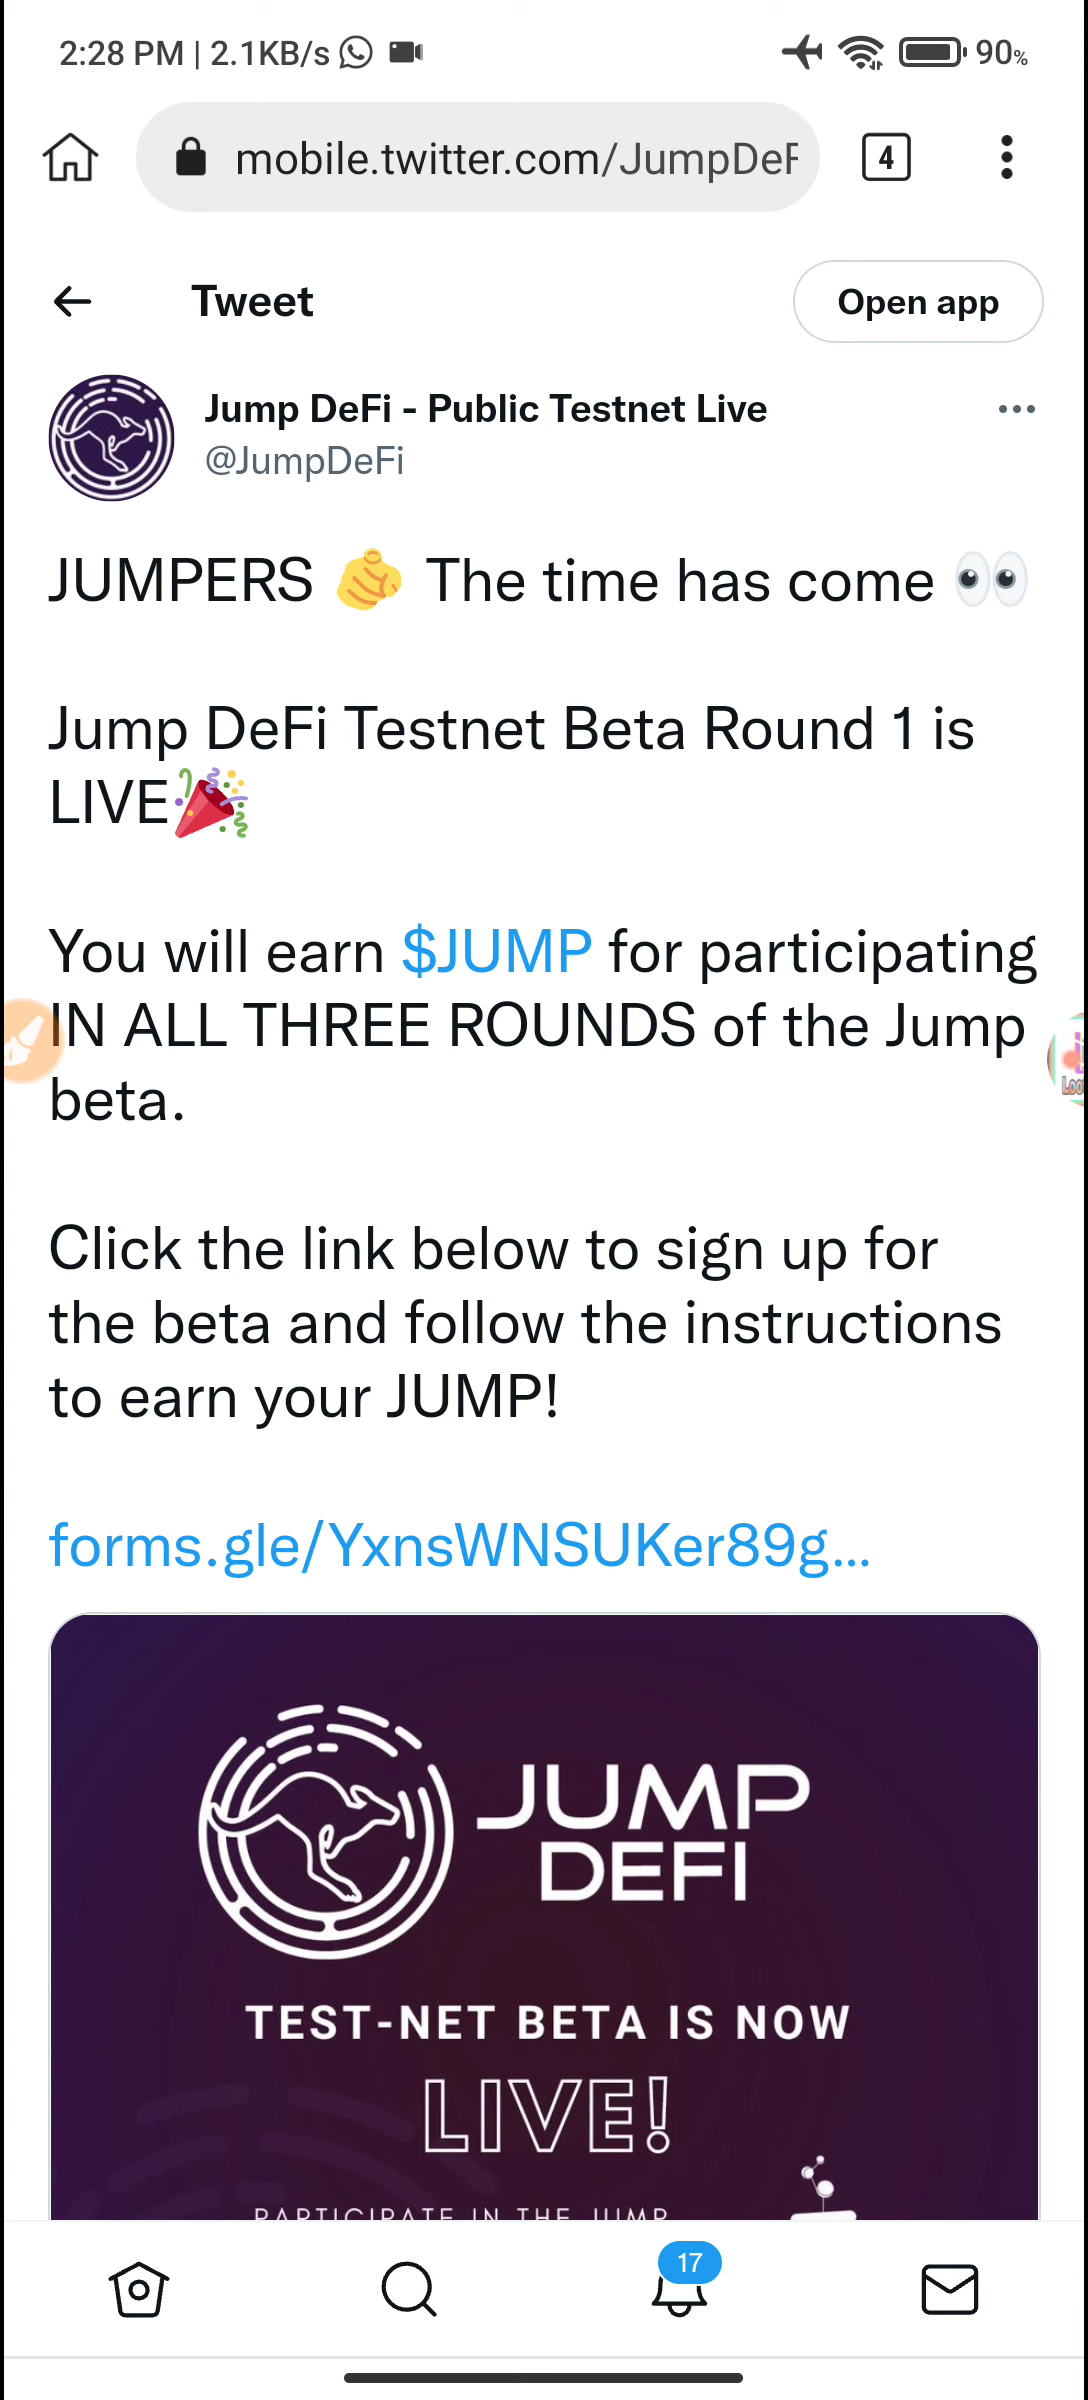 2:28 PM | 2.1KB/s
90%
mobile.twitter.com/JumpDeF
4
Tweet
Open app
Jump DeFi - Public Testnet Live
@JumpDeFi
JUMPERS 🫰 The time has come 👀
Jump DeFi Testnet Beta Round 1 is
LIVE🎉
You will earn $JUMP for participating
IN ALL THREE ROUNDS of the Jump
beta.
Click the link below to sign up for
the beta and follow the instructions
to earn your JUMP!
forms.gle/YxnsWNSUKer89g...
JUMP
DEFI
TEST-NET BETA IS NOW
LIVE!
PARTICIPATE IN THE JUMP
17